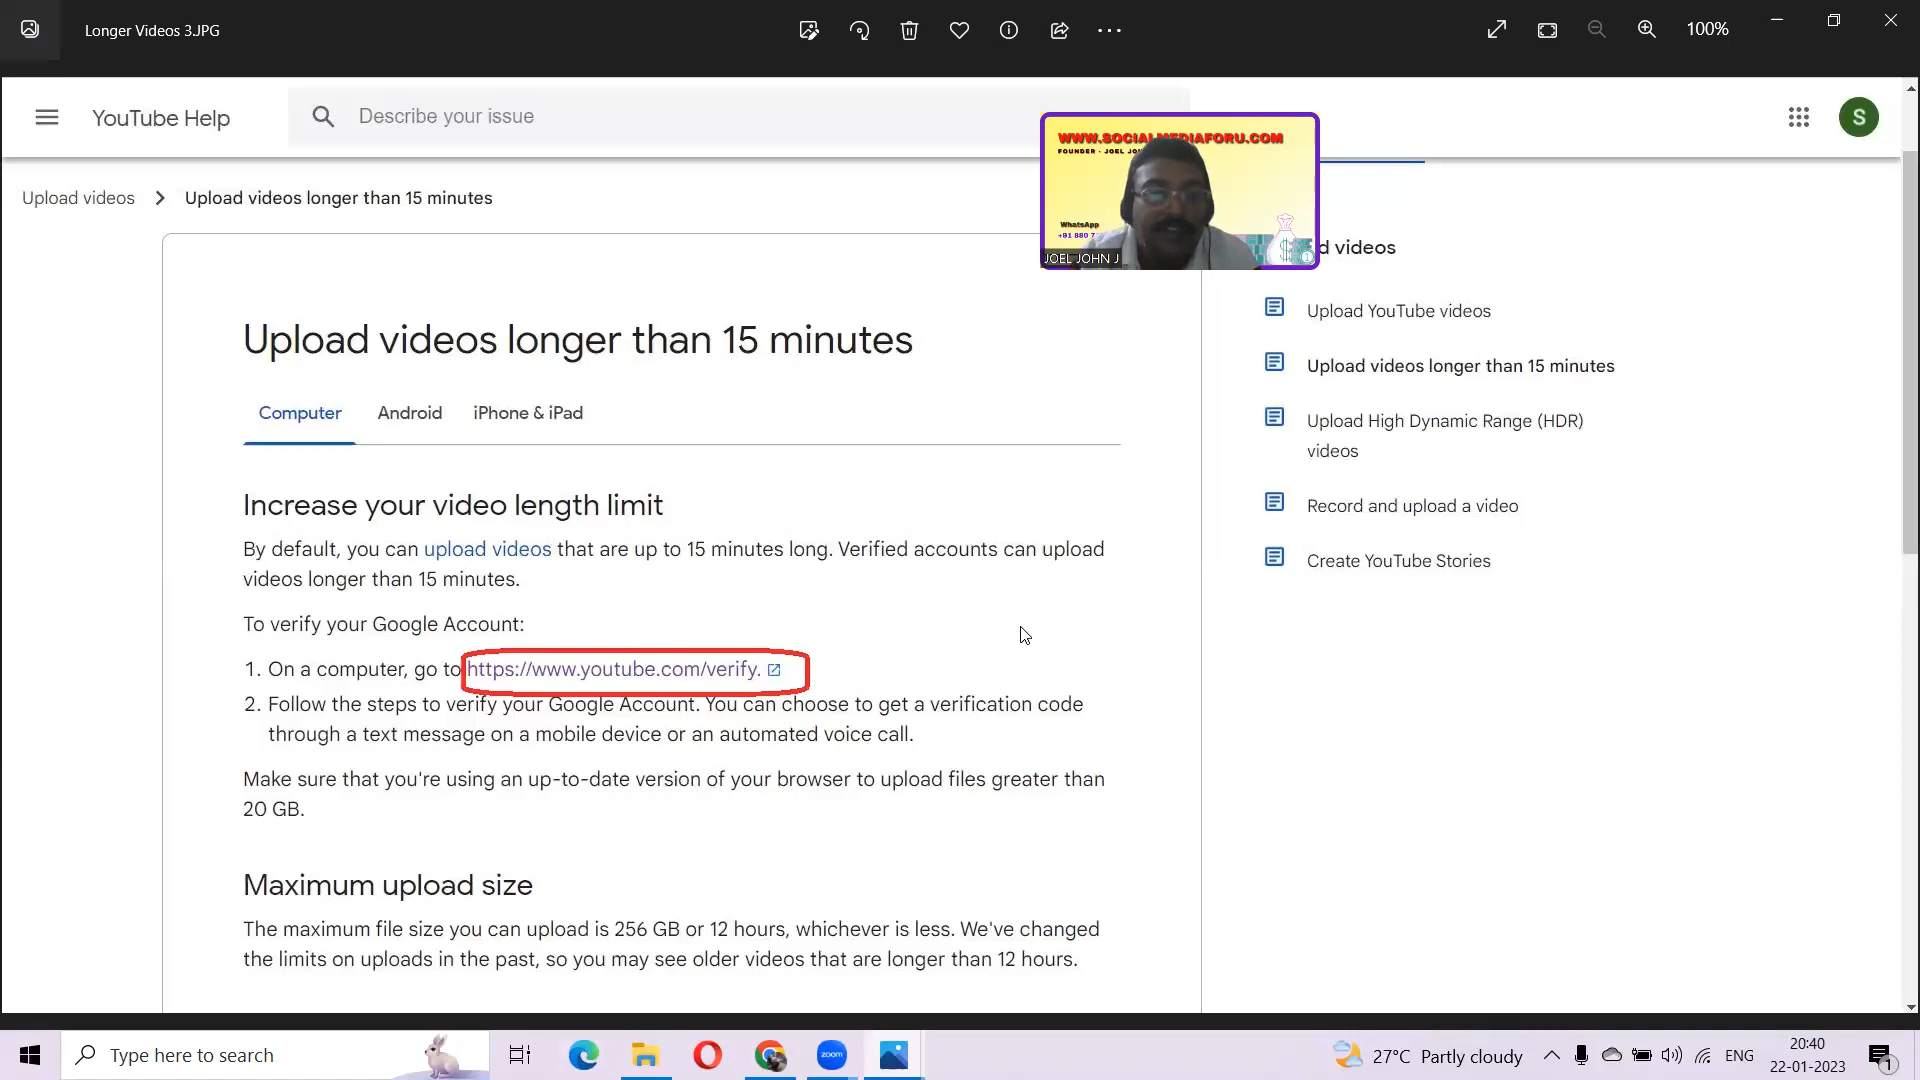 Longer Videos 3.JPG
100%
YouTube Help
Describe your issue
S
WWW.SOCIALMEDIAFORU.COM
FOUNDER - JOEL
WhatsApp
+91 880 7
JOEL JOHN J
Upload videos
Upload videos longer than 15 minutes
d videos
Upload YouTube videos
Upload videos longer than 15 minutes
Upload High Dynamic Range (HDR)
videos
Record and upload a video
Create YouTube Stories
Upload videos longer than 15 minutes
Computer Android iPhone & iPad
Increase your video length limit
By default, you can upload videos that are up to 15 minutes long. Verified accounts can upload
videos longer than 15 minutes.
To verify your Google Account:
1. On a computer, go to https://www.youtube.com/verify.
2. Follow the steps to verify your Google Account. You can choose to get a verification code
through a text message on a mobile device or an automated voice call.
Make sure that you're using an up-to-date version of your browser to upload files greater than
20 GB.
Maximum upload size
The maximum file size you can upload is 256 GB or 12 hours, whichever is less. We've changed
the limits on uploads in the past, so you may see older videos that are longer than 12 hours.
Type here to search
zoom
27°C Partly cloudy
ENG
20:40
22-01-2023
1